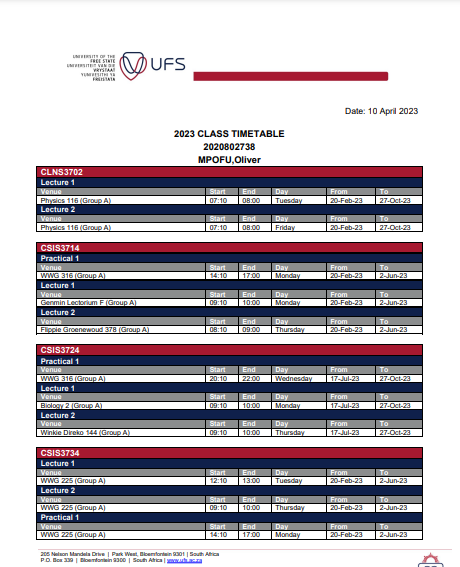 UNIVERSITY OF THE
FREE STATE
UNIVERSITEIT VAN DIE
VRYSTAAT
YUNIVESITHI YA
FREISTATA
UFS
Date: 10 April 2023
2023 CLASS TIMETABLE
2020802738
MPOFU,Oliver
CLNS3702
Lecture 1
Venue Start End Day From To
Physics 116 (Group A) 07:10 08:00 Tuesday 20-Feb-23 27-Oct-23
Lecture 2
Venue Start End Day From To
Physics 116 (Group A) 07:10 08:00 Friday 20-Feb-23 27-Oct-23
CSIS3714
Practical 1
Venue Start End Day From To
WWG 316 (Group A) 14:10 17:00 Monday 20-Feb-23 2-Jun-23
Lecture 1
Venue Start End Day From To
Genmin Lectorium F (Group A) 09:10 10:00 Monday 20-Feb-23 2-Jun-23
Lecture 2
Venue Start End Day From To
Flippie Groenewoud 378 (Group A) 08:10 09:00 Thursday 20-Feb-23 2-Jun-23
CSIS3724
Practical 1
Venue Start End Day From To
WWG 316 (Group A) 20:10 22:00 Wednesday 17-Jul-23 27-Oct-23
Lecture 1
Venue Start End Day From To
Biology 2 (Group A) 09:10 10:00 Monday 17-Jul-23 27-Oct-23
Lecture 2
Venue Start End Day From To
Winkie Direko 144 (Group A) 09:10 10:00 Thursday 17-Jul-23 27-Oct-23
CSIS3734
Lecture 1
Venue Start End Day From To
WWG 225 (Group A) 12:10 13:00 Tuesday 20-Feb-23 2-Jun-23
Lecture 2
Venue Start End Day From To
WWG 225 (Group A) 09:10 10:00 Thursday 20-Feb-23 2-Jun-23
Practical 1
Venue Start End Day From To
WWG 225 (Group A) 14:10 17:00 Monday 20-Feb-23 2-Jun-23
205 Nelson Mandela Drive | Park West, Bloemfontein 9301 | South Africa
P.O. Box 339 | Bloemfontein 9300 | South Africa | www.ufs.ac.za